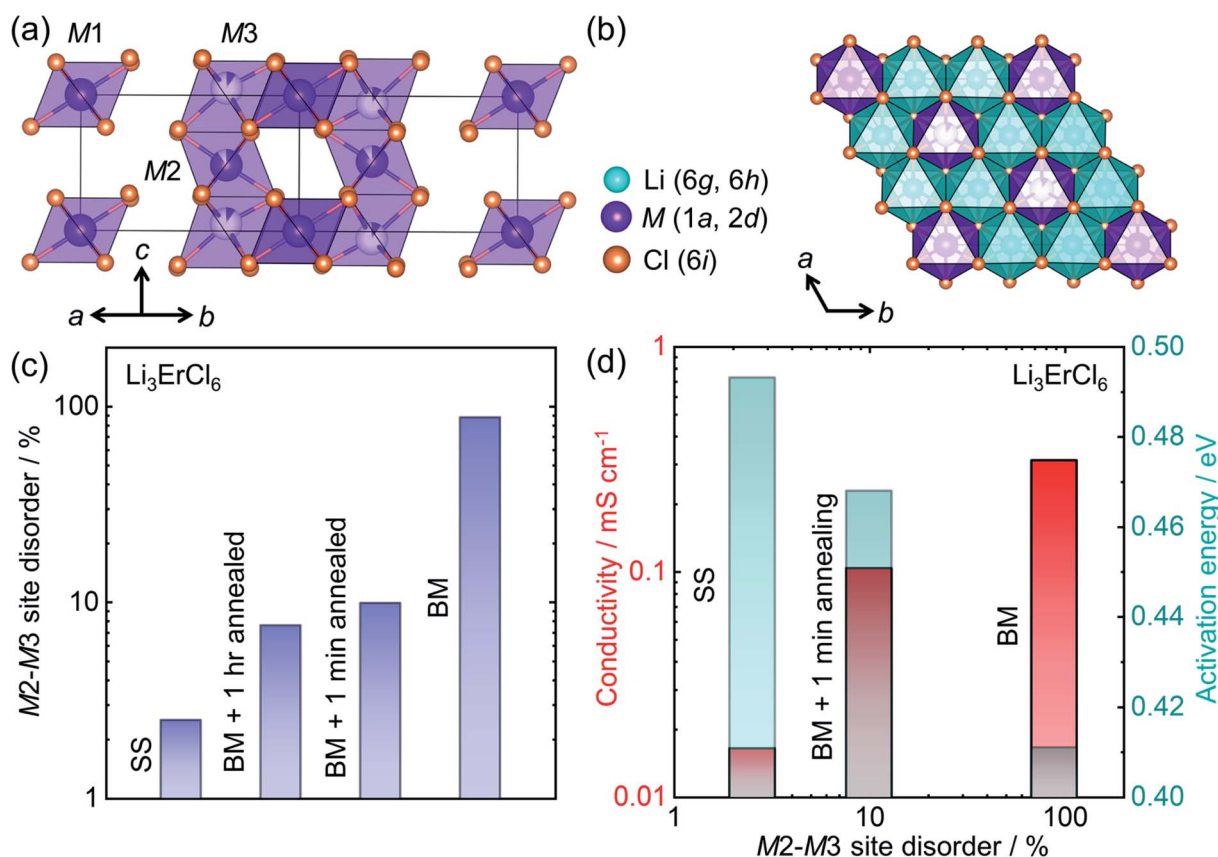 (a)
M1
M3
M2
c
a
b
(b)
Li (6g, 6h)
M (1a, 2d)
Cl (6i)
a
b
(c)
Li₃ErCl₆
M2-M3 site disorder / %
100
10
1
SS
BM + 1 hr annealed
BM + 1 min annealed
BM
(d)
Li₃ErCl₆
Conductivity / mS cm⁻¹
1
0.1
0.01
SS
BM + 1 min annealing
BM
0.50
0.48
0.46
0.44
0.42
0.40
Activation energy / eV
1
10
100
M2-M3 site disorder / %